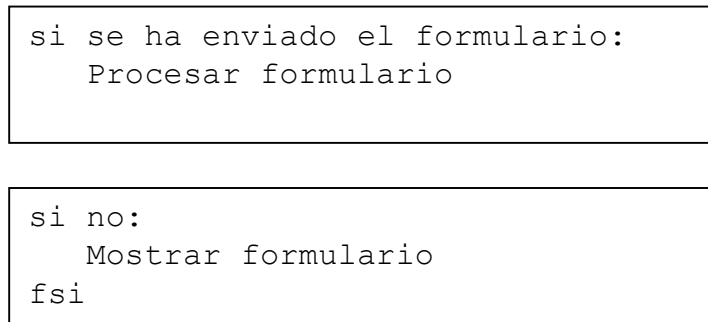 si se ha enviado el formulario:
Procesar formulario
si no:
Mostrar formulario
fsi